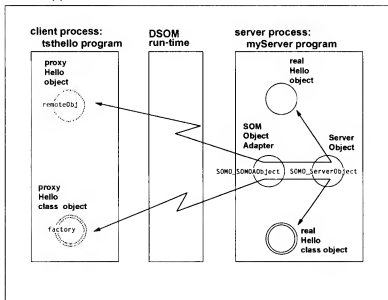 client process:
tsthello program
DSOM
run-time
server process:
myServer program
proxy
Hello
object
remoteObj
real
Hello
object
SOM
Object
Adapter
Server
Object
SOMD_SOMOAObject
SOMD_ServerObject
proxy
Hello
class object
factory
real
Hello
class object